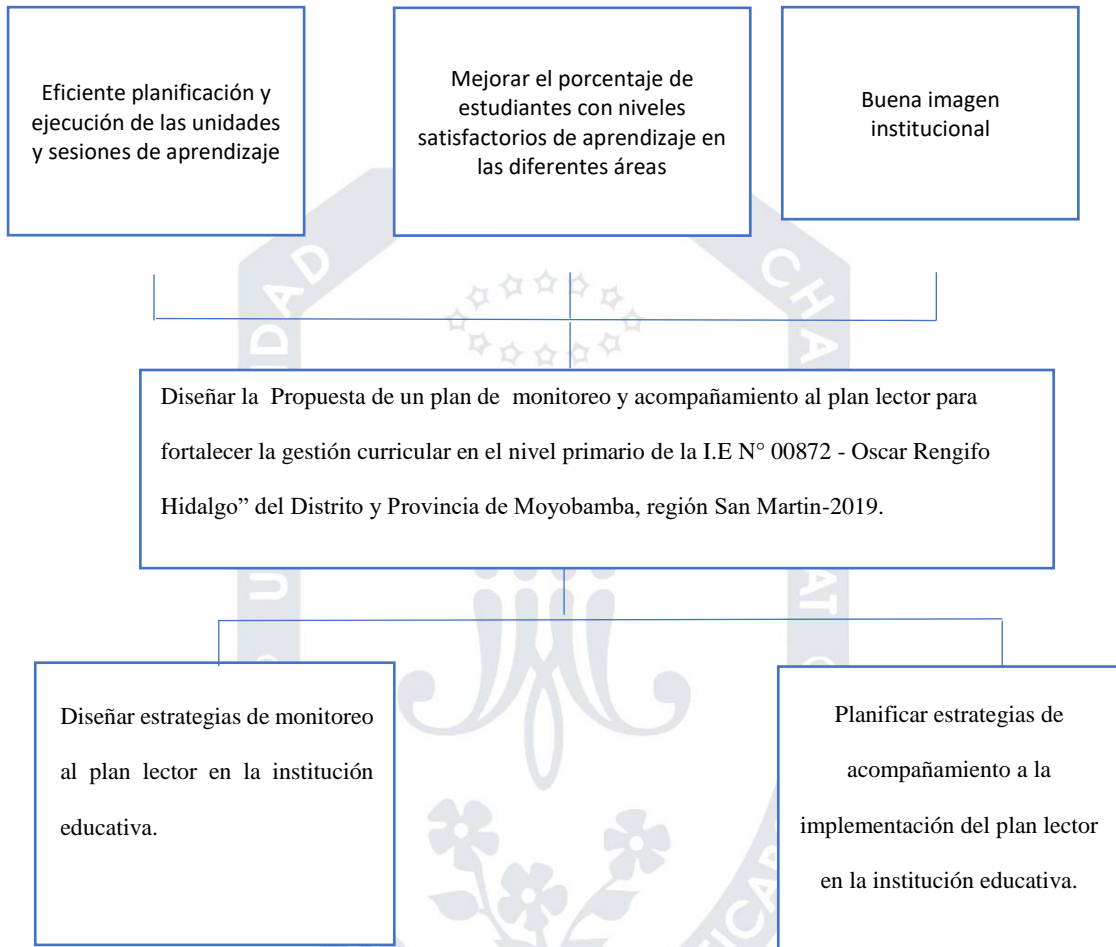 Eficiente planificación y
ejecución de las unidades
y sesiones de aprendizaje
Mejorar el porcentaje de
estudiantes con niveles
satisfactorios de aprendizaje en
las diferentes áreas
Buena imagen
institucional
Diseñar la Propuesta de un plan de monitoreo y acompañamiento al plan lector para
fortalecer la gestión curricular en el nivel primario de la I.E N° 00872 - Oscar Rengifo
Hidalgo” del Distrito y Provincia de Moyobamba, región San Martin-2019.
Diseñar estrategias de monitoreo
al plan lector en la institución
educativa.
Planificar estrategias de
acompañamiento a la
implementación del plan lector
en la institución educativa.